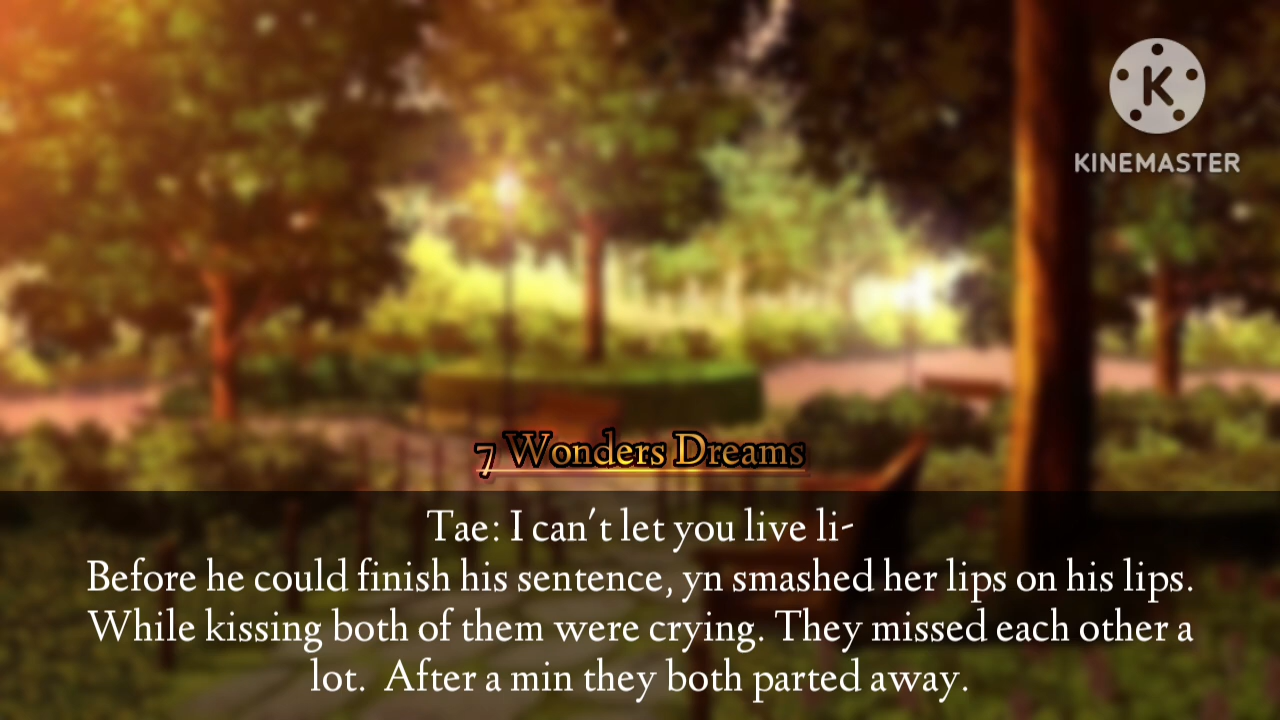 K
KINEMASTER
7 Wonders Dreams
Tae: I can't let you live li-
Before he could finish his sentence, yn smashed her lips on his lips.
While kissing both of them were crying. They missed each other a
lot.  After a min they both parted away.